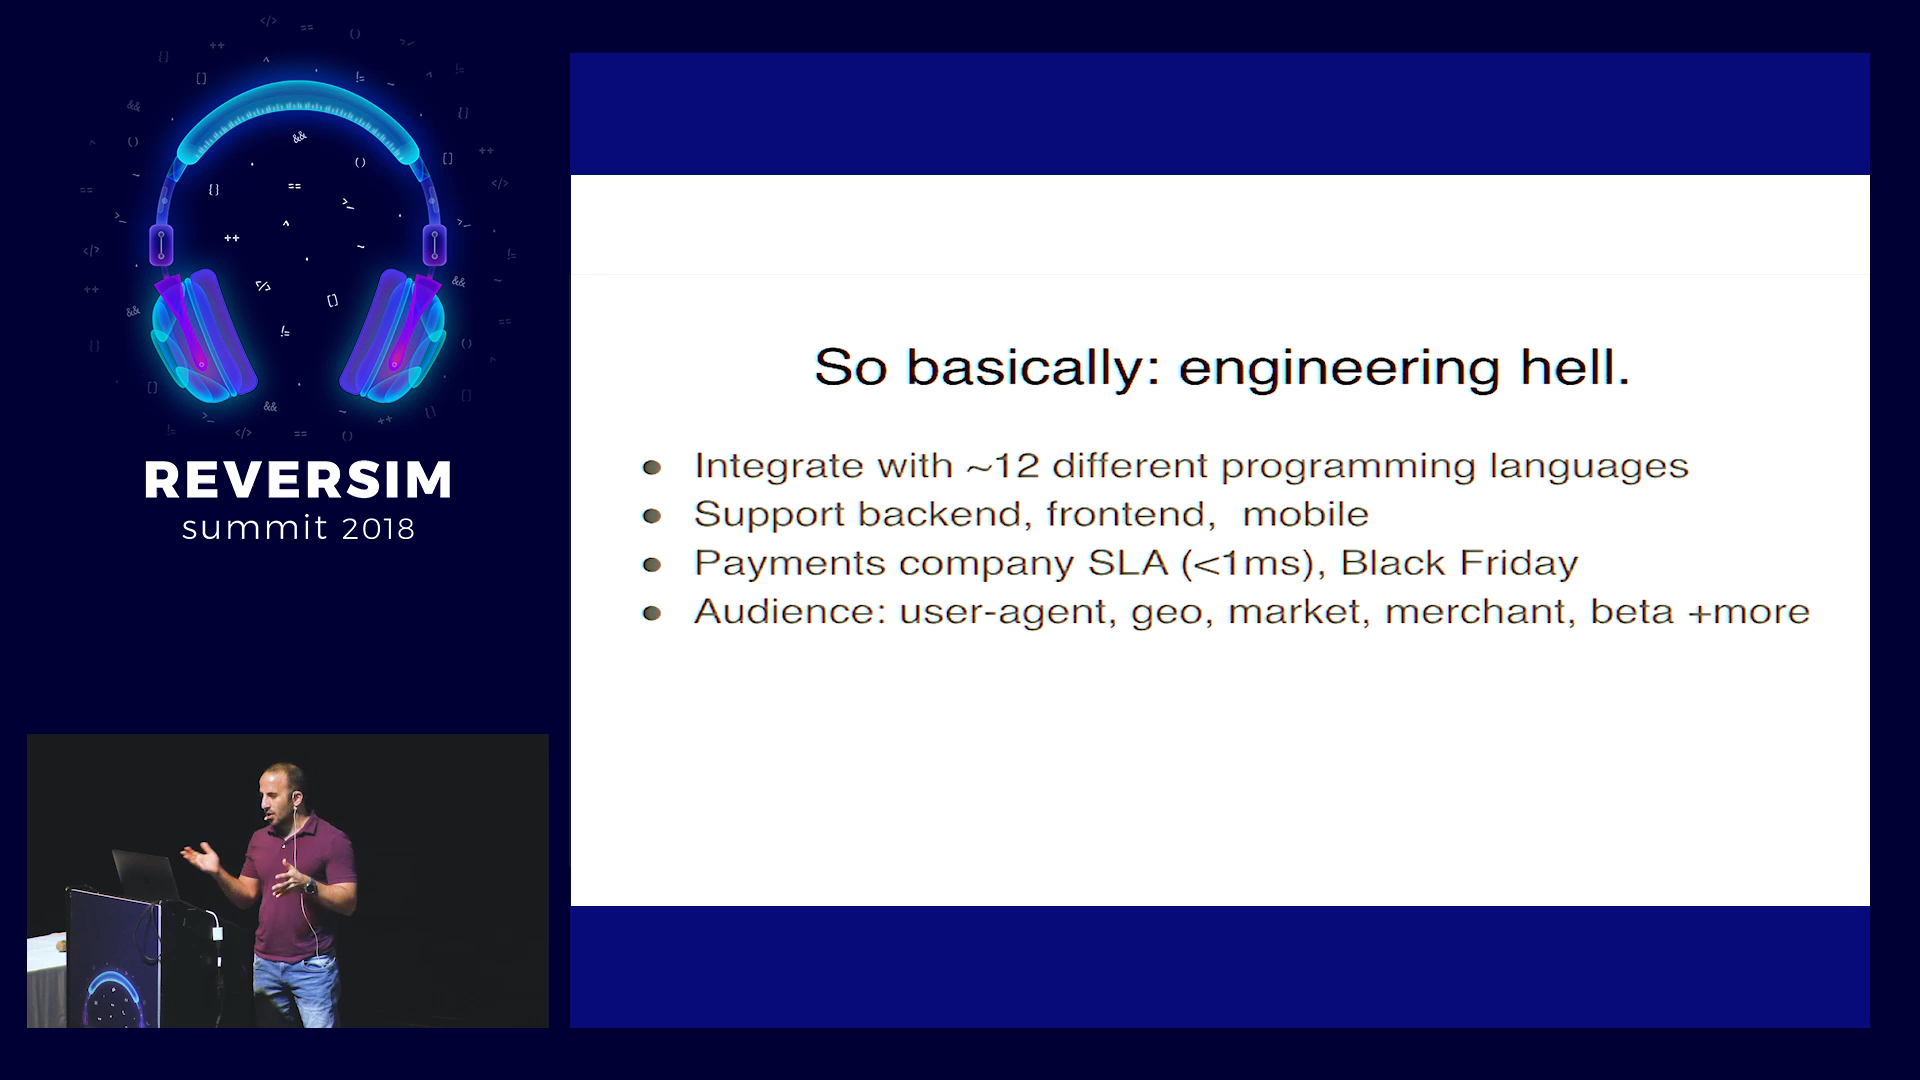 REVERSIM
summit 2018
So basically: engineering hell.
Integrate with ~12 different programming languages
Support backend, frontend, mobile
Payments company SLA (<1ms), Black Friday
Audience: user-agent, geo, market, merchant, beta +more